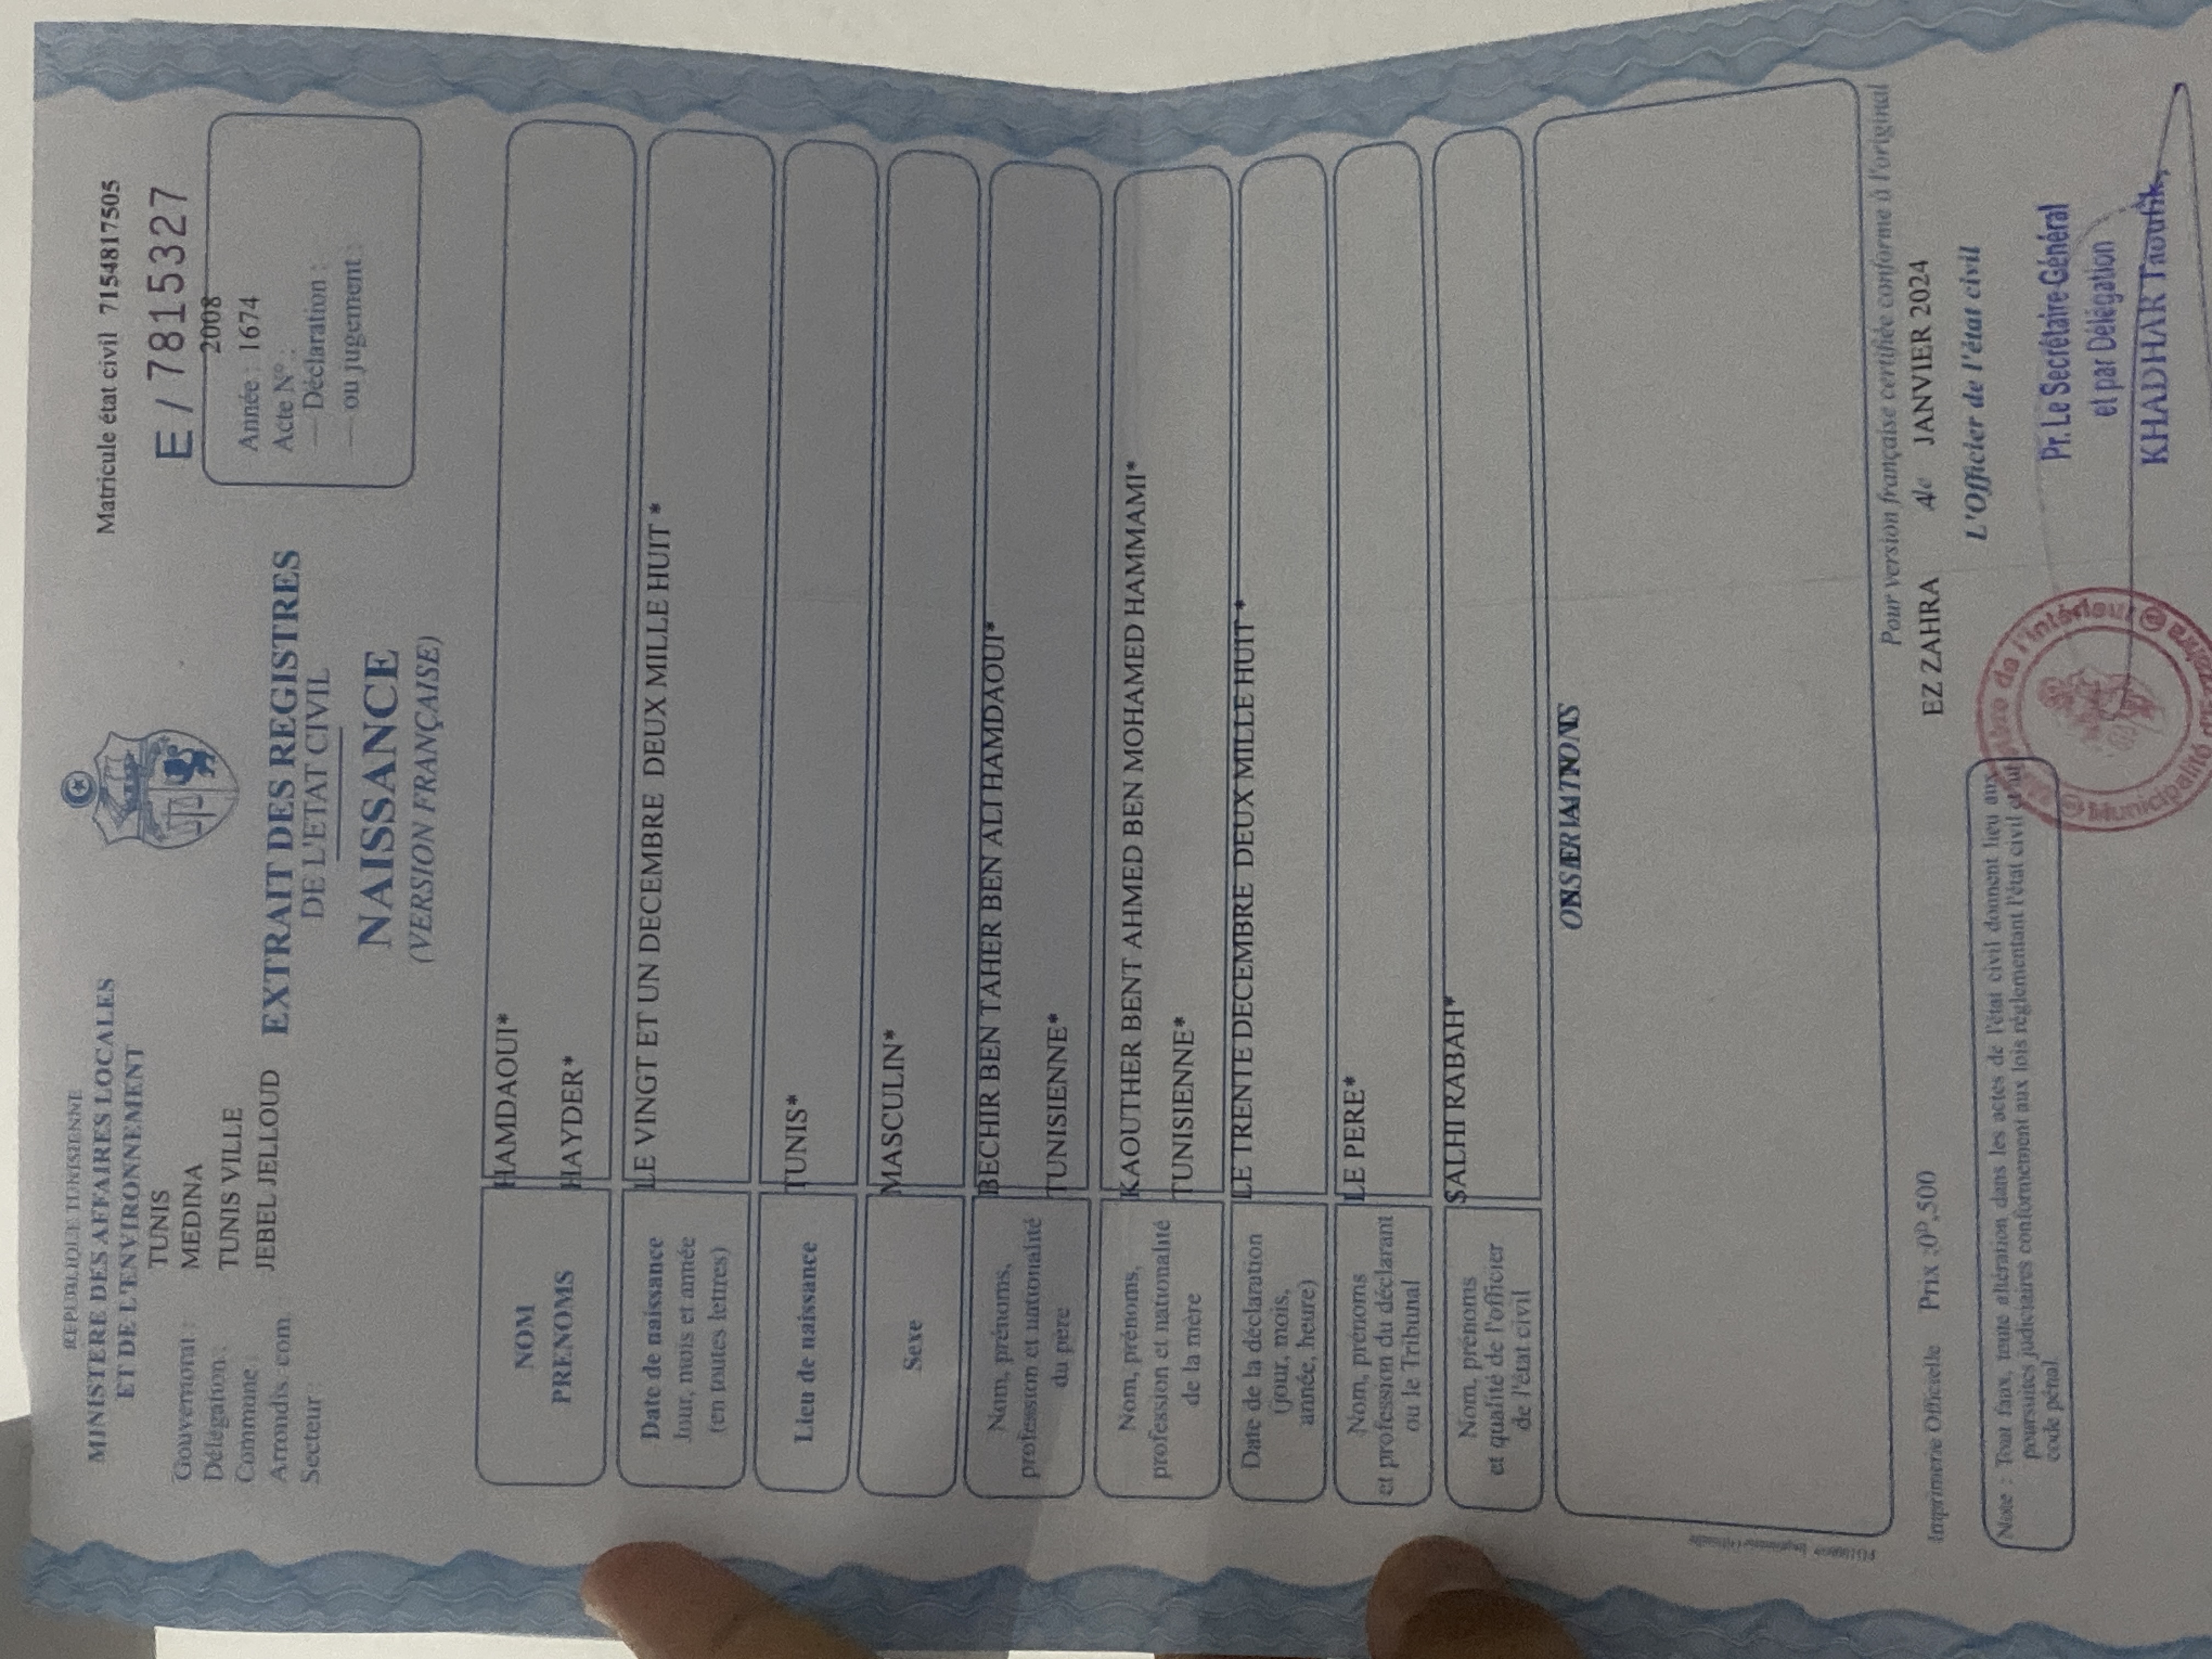 REPUBLIQUE TUNISIENNE
MINISTERE DES AFFAIRES LOCALES
ET DE L'ENVIRONNEMENT
Gouvernorat : TUNIS
Délégation : MEDINA
Commune : TUNIS VILLE
Arrondis - com. JEBEL JELLOUD
Secteur :
EXTRAIT DES REGISTRES
DE L'ETAT CIVIL
NAISSANCE
(VERSION FRANÇAISE)
Matricule état civil 7154817505
E / 7815327
2008
Année : 1674
Acte N° :
— Déclaration :
— ou jugement :
NOM HAMDAOUI*
PRENOMS HAYDER*
Date de naissance
Jour, mois et année
(en toutes lettres)
LE VINGT ET UN DECEMBRE DEUX MILLE HUIT *
Lieu de naissance TUNIS*
Sexe MASCULIN*
Nom, prénoms,
profession et nationalité
du père
BECHIR BEN TAHER BEN ALI HAMDAOUI*
TUNISIENNE*
Nom, prénoms,
profession et nationalité
de la mère
KAOUTHER BENT AHMED BEN MOHAMED HAMMAMI*
TUNISIENNE*
Date de la déclaration
(jour, mois,
année, heure)
LE TRENTE DECEMBRE DEUX MILLE HUIT *
Nom, prénoms
et profession du déclarant
ou le Tribunal
LE PERE*
Nom, prénoms
et qualité de l'officier
de l'état civil
SALHI RABAH*
Pour version française certifiée conforme à l'original
EZ ZAHRA 4le JANVIER 2024
L'Officier de l'état civil
Pr. Le Secrétaire Général
et par Délégation
KHADHAR Taoufik
Imprimerie Officielle Prix :0ᴰ,500
Note : Tout faux, toute altération dans les actes de l'état civil donnent lieu aux
poursuites judiciaires conformement aux lois réglementant l'état civil et au
code pénal.